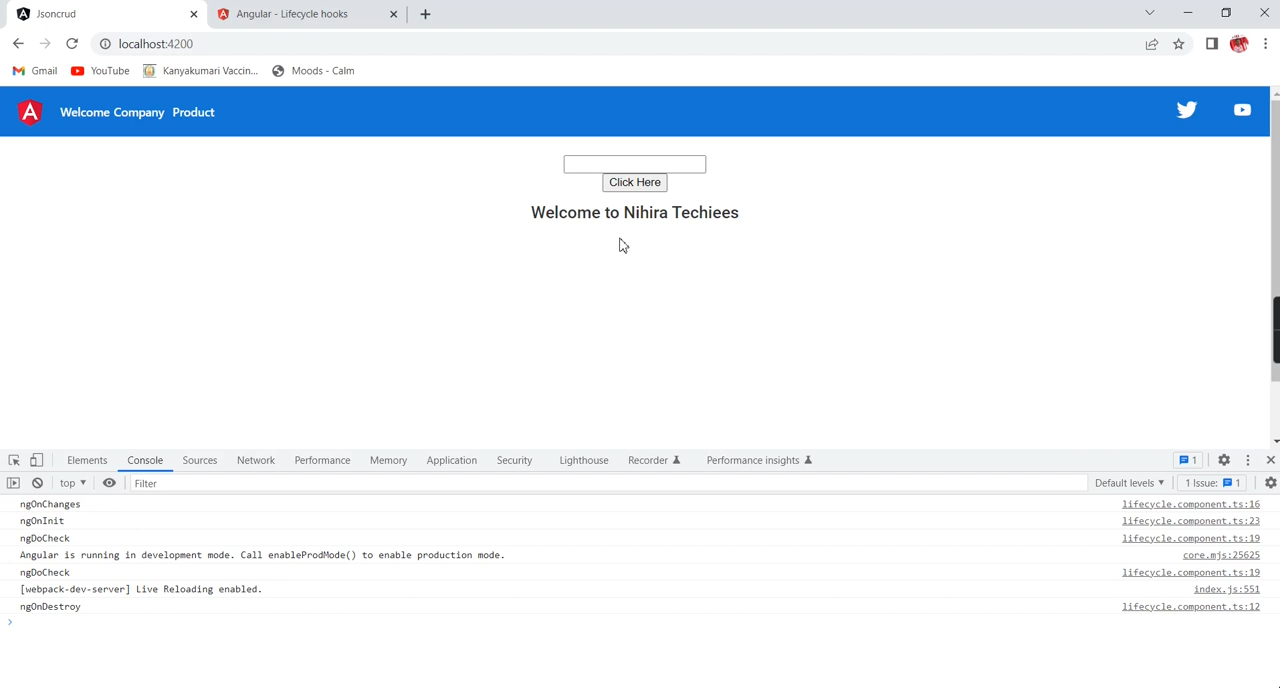 Jsoncrud
Angular - Lifecycle hooks
localhost:4200
Gmail
YouTube
Kanyakumari Vaccin...
Moods - Calm
A Welcome Company Product
Click Here
Welcome to Nihira Techiees
Elements Console Sources Network Performance Memory Application Security Lighthouse Recorder Performance insights 1
top Filter Default levels 1 Issue: 1
ngOnChanges lifecycle.component.ts:16
ngOnInit lifecycle.component.ts:23
ngDoCheck lifecycle.component.ts:19
Angular is running in development mode. Call enableProdMode() to enable production mode. core.mjs:25625
ngDoCheck lifecycle.component.ts:19
[webpack-dev-server] Live Reloading enabled. index.js:551
ngOnDestroy lifecycle.component.ts:12